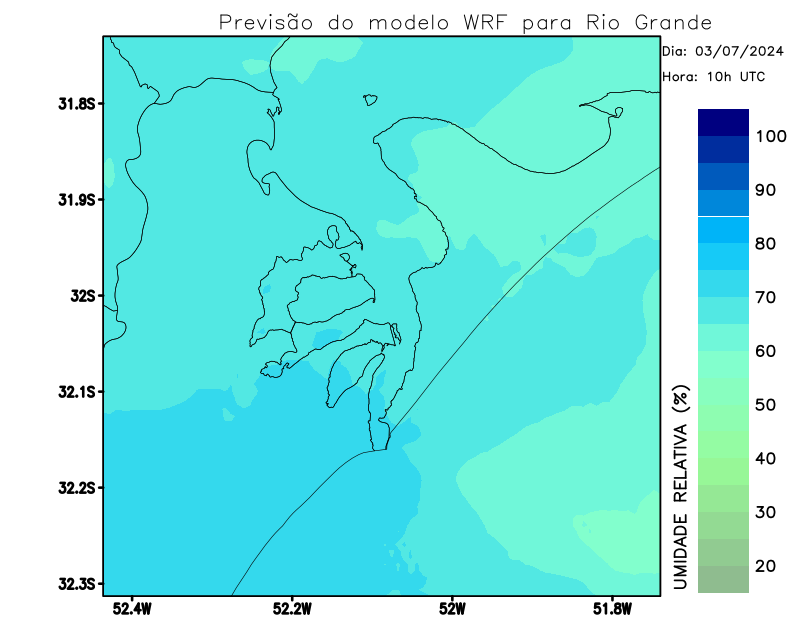 Previsão do modelo WRF para Rio Grande
Dia: 03/07/2024
Hora: 10h UTC
31.8S
31.9S
32S
32.1S
32.2S
32.3S
52.4W
52.2W
52W
51.8W
100
90
80
70
60
50
40
30
20
UMIDADE RELATIVA (%)